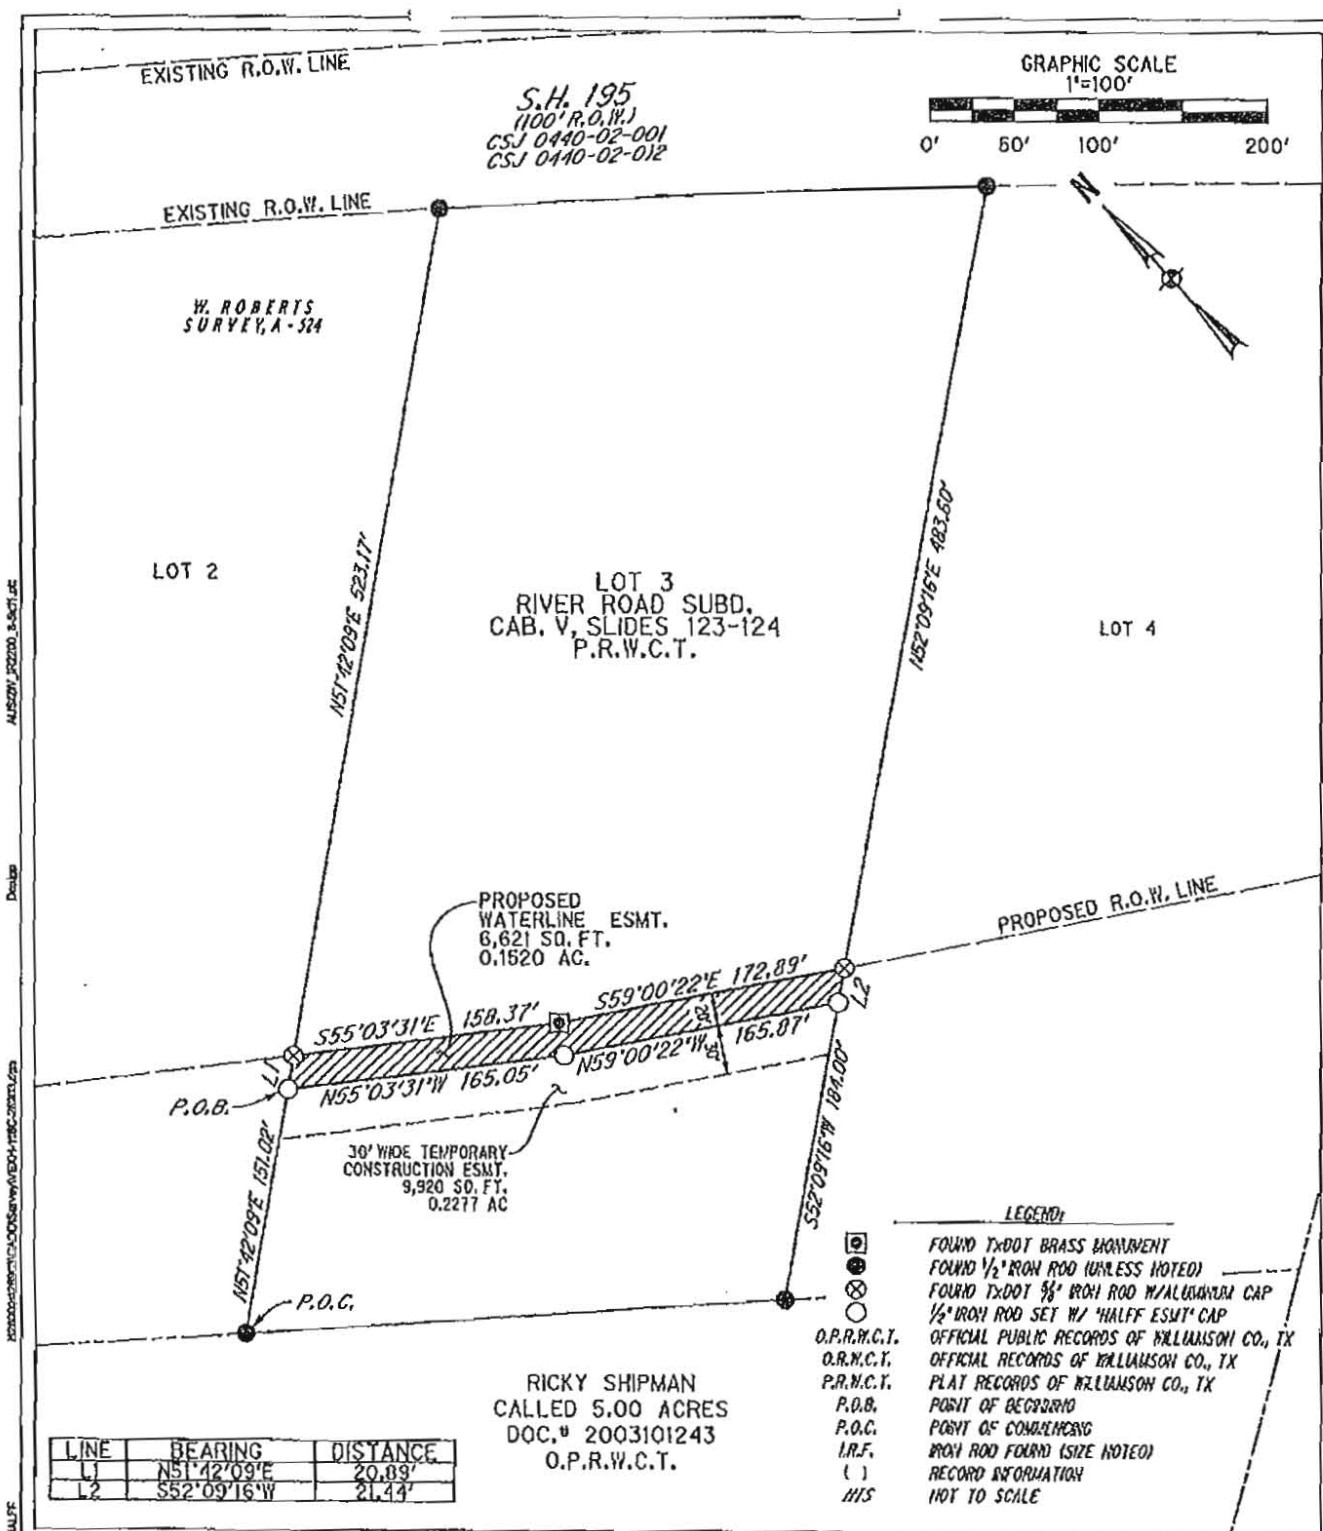 EXISTING R.O.W. LINE
S.H. 195
(100' R.O.W.)
CSJ 0440-02-001
CSJ 0440-02-012
GRAPHIC SCALE
1"=100'
0' 50' 100' 200'
N
EXISTING R.O.W. LINE
W. ROBERTS
SURVEY, A-524
LOT 2
N51°42'09"E 523.17'
LOT 3
RIVER ROAD SUBD.
CAB. V, SLIDES 123-124
P.R.W.C.T.
N52°09'16"E 483.60'
LOT 4
PROPOSED
WATERLINE ESMT.
6,621 SQ. FT.
0.1520 AC.
PROPOSED R.O.W. LINE
S55°03'31"E 158.37'
S59°00'22"E 172.89'
L1
L2
20'
30'
N55°03'31"W 165.05'
N59°00'22"W 165.87'
P.O.B.
N51°42'09"E 151.02'
30' WIDE TEMPORARY
CONSTRUCTION ESMT.
9,920 SQ. FT.
0.2277 AC
S52°09'16"W 184.00'
P.O.C.
RICKY SHIPMAN
CALLED 5.00 ACRES
DOC.# 2003101243
O.P.R.W.C.T.
LINE BEARING DISTANCE
L1 N51°42'09"E 20.89'
L2 S52°09'16"W 21.44'
LEGEND:
FOUND TxDOT BRASS MONUMENT
FOUND 1/2" IRON ROD (UNLESS NOTED)
FOUND TxDOT 5/8" IRON ROD W/ALUMINUM CAP
1/2" IRON ROD SET W/ "HALFF ESMT" CAP
O.P.R.W.C.T. OFFICIAL PUBLIC RECORDS OF WILLIAMSON CO., TX
O.R.W.C.T. OFFICIAL RECORDS OF WILLIAMSON CO., TX
P.R.W.C.T. PLAT RECORDS OF WILLIAMSON CO., TX
P.O.B. POINT OF BEGINNING
P.O.C. POINT OF COMMENCING
I.R.F. IRON ROD FOUND (SIZE NOTED)
( ) RECORD INFORMATION
NTS NOT TO SCALE